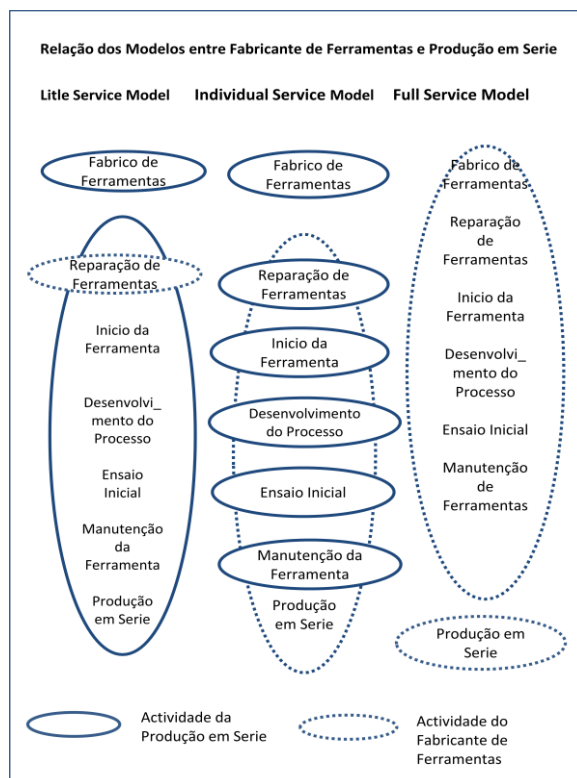 Relação dos Modelos entre Fabricante de Ferramentas e Produção em Serie
Litle Service Model
Individual Service Model
Full Service Model
Fabrico de
Ferramentas
Reparação de
Ferramentas
Inicio da
Ferramenta
Desenvolvi_
mento do
Processo
Ensaio
Inicial
Manutenção
da
Ferramenta
Produção
em Serie
Fabrico de
Ferramentas
Reparação de
Ferramentas
Inicio da
Ferramenta
Desenvolvimento
do Processo
Ensaio Inicial
Manutenção da
Ferramenta
Produção
em Serie
Fabrico de
Ferramentas
Reparação
de
Ferramentas
Inicio da
Ferramenta
Desenvolvi_
mento do
Processo
Ensaio Inicial
Manutenção
de
Ferramentas
Produção em
Serie
Actividade da
Produção em Serie
Actividade do
Fabricante de
Ferramentas